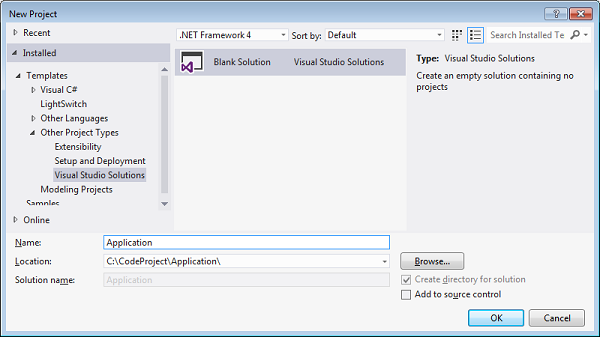 New Project
Recent
.NET Framework 4 Sort by: Default Search Installed Te
Installed
Templates
Visual C#
LightSwitch
Other Languages
Other Project Types
Extensibility
Setup and Deployment
Visual Studio Solutions
Modeling Projects
Samples
Online
Blank Solution Visual Studio Solutions
Type: Visual Studio Solutions
Create an empty solution containing no
projects
Name: Application
Location: C:\CodeProject\Application\ Browse...
Solution name: Application Create directory for solution
Add to source control
OK Cancel